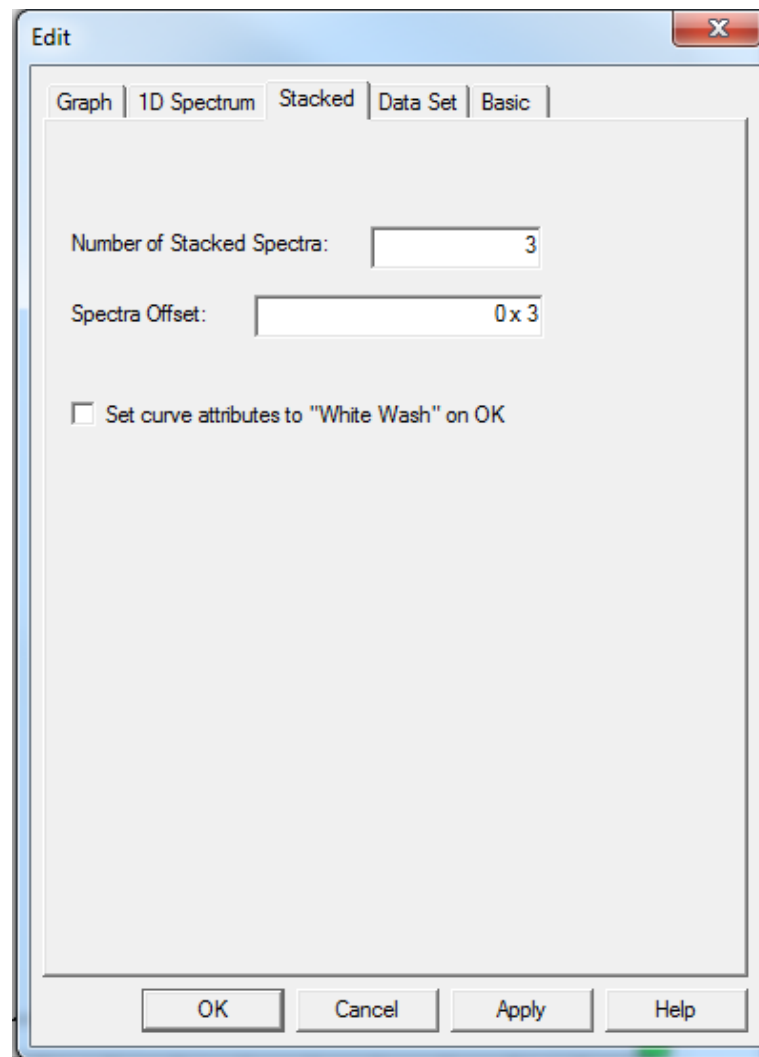 Edit
Graph 1D Spectrum Stacked Data Set Basic
Number of Stacked Spectra: 3
Spectra Offset: 0 x 3
Set curve attributes to "White Wash" on OK
OK Cancel Apply Help